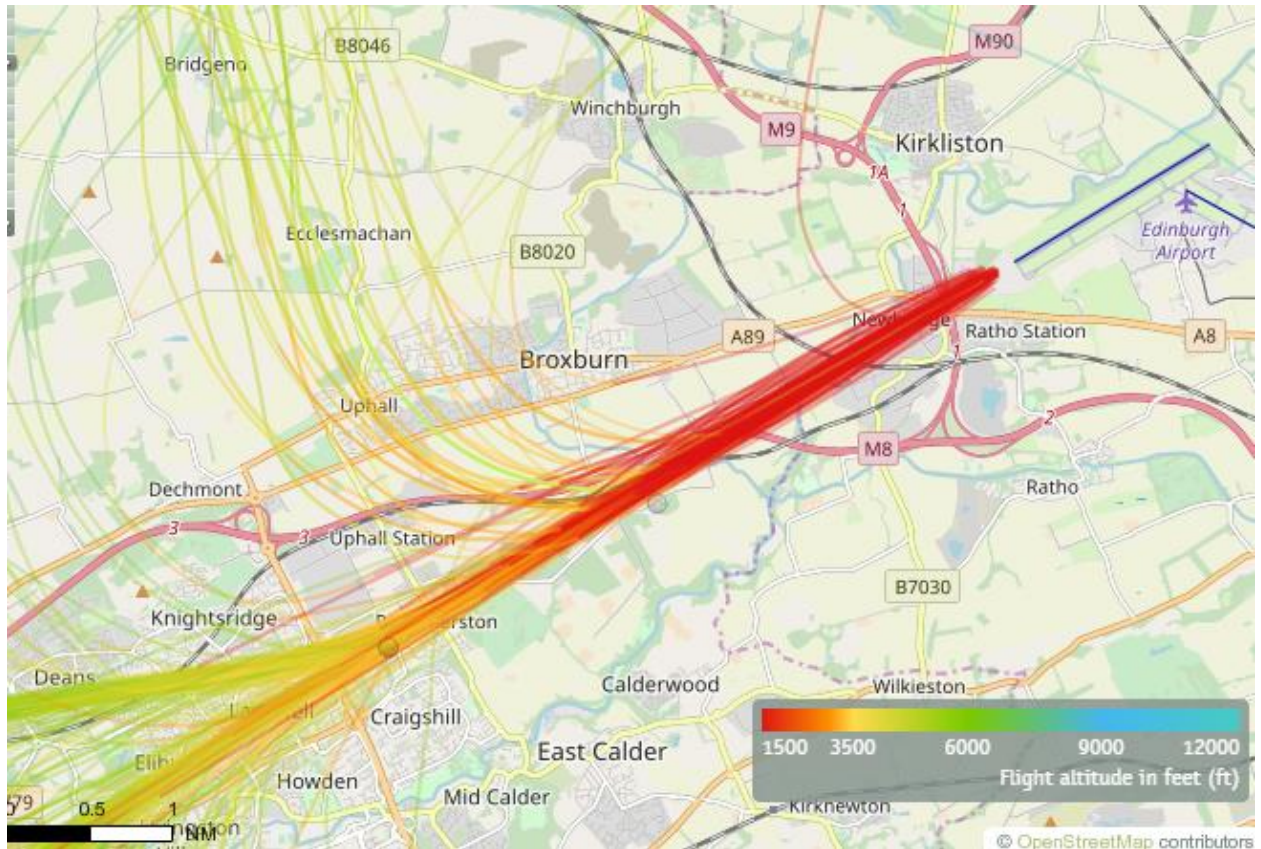 B8046
M90
Bridgend
Winchburgh
M9
Kirkliston
1A
1
Ecclesmachan
B8020
Edinburgh
Airport
Newbridge
Ratho Station
A89
A8
1
Broxburn
Uphall
2
M8
Dechmont
Ratho
3
3
Uphall Station
B7030
Knightsridge
Deans
Calderwood
Wilkieston
Craigshill
East Calder
1500 3500 6000 9000 12000
Flight altitude in feet (ft)
Howden
Mid Calder
Kirknewton
0 0.5 1
NM
© OpenStreetMap contributors